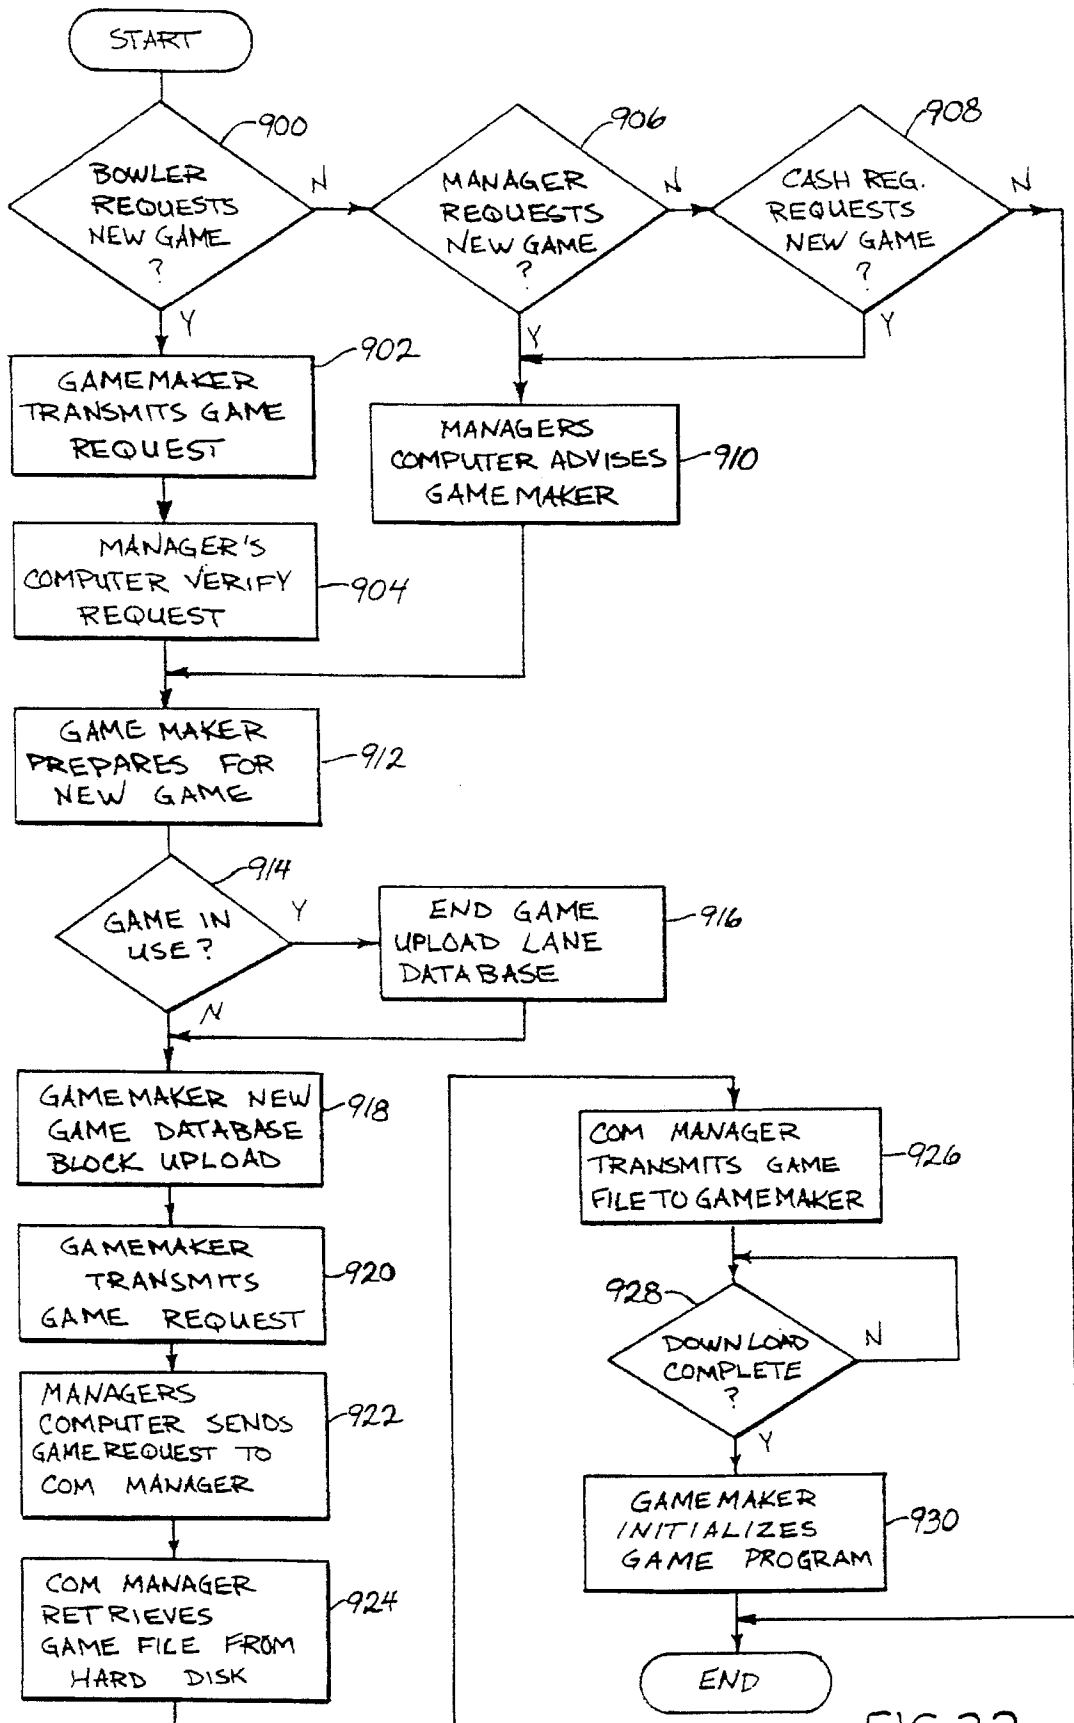 START
900
BOWLER
REQUESTS
NEW GAME
?
N
Y
906
MANAGER
REQUESTS
NEW GAME
?
N
Y
908
CASH REG.
REQUESTS
NEW GAME
?
N
Y
902
GAMEMAKER
TRANSMITS GAME
REQUEST
MANAGERS
COMPUTER ADVISES
GAMEMAKER
910
MANAGER'S
COMPUTER VERIFY
REQUEST
904
GAME MAKER
PREPARES FOR
NEW GAME
912
914
GAME IN
USE?
Y
N
END GAME
UPLOAD LANE
DATABASE
916
GAMEMAKER NEW
GAME DATABASE
BLOCK UPLOAD
918
GAMEMAKER
TRANSMITS
GAME REQUEST
920
MANAGERS
COMPUTER SENDS
GAME REQUEST TO
COM MANAGER
922
COM MANAGER
RETRIEVES
GAME FILE FROM
HARD DISK
924
COM MANAGER
TRANSMITS GAME
FILE TO GAMEMAKER
926
928
DOWNLOAD
COMPLETE
?
N
Y
GAMEMAKER
INITIALIZES
GAME PROGRAM
930
END